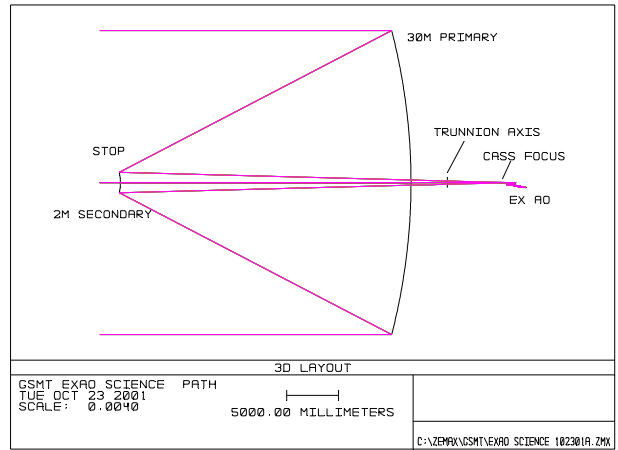 30M PRIMARY
TRUNNION AXIS
STOP
CASS FOCUS
EX AO
2M SECONDARY
3D LAYOUT
GSMT EXAO SCIENCE  PATH
TUE OCT 23 2001
SCALE:  0.0040
5000.00 MILLIMETERS
C:\ZEMAX\GSMT\EXAO SCIENCE 102301A.ZMX